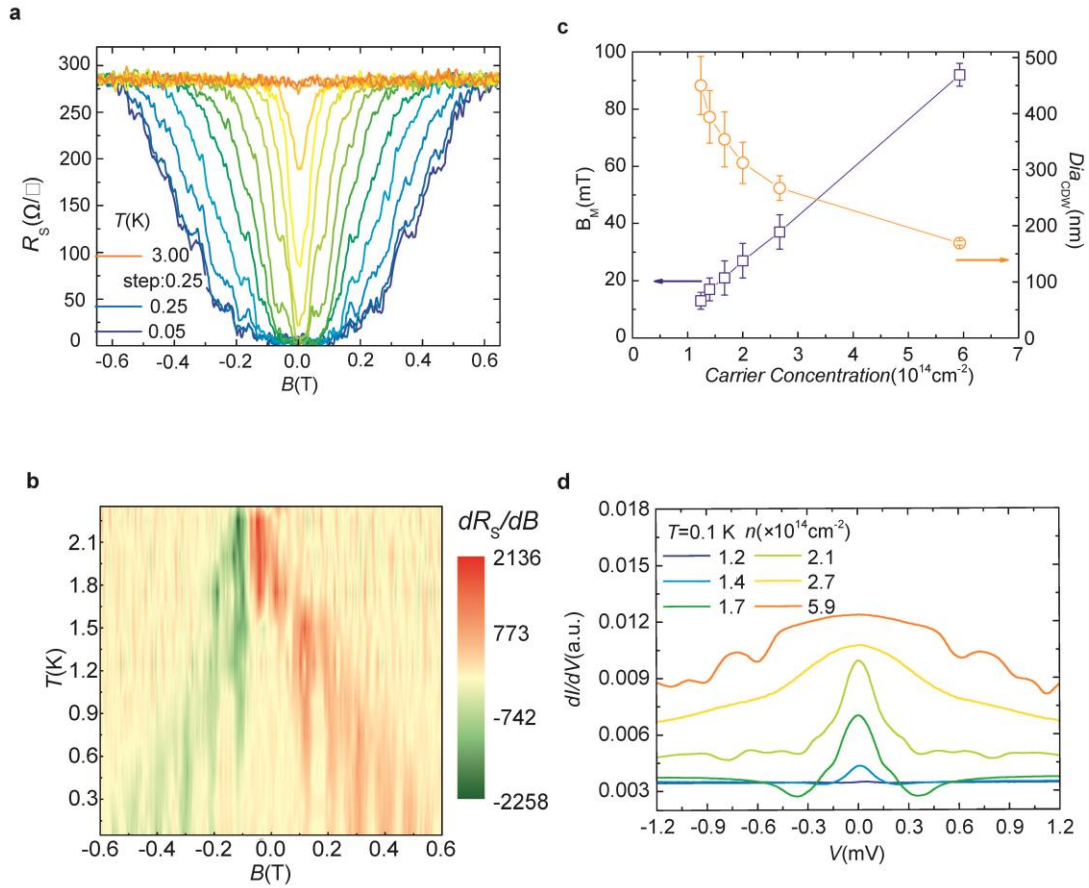 a
300
250
200
150
100
50
0
R_S(Ω/□)
T(K)
3.00
step:0.25
0.25
0.05
-0.6 -0.4 -0.2 0.0 0.2 0.4 0.6
B(T)
c
100
80
60
40
20
0
B_M(mT)
500
400
300
200
100
0
Dia_CDW(nm)
0 1 2 3 4 5 6 7
Carrier Concentration(10^14cm^-2)
b
2.1
1.8
1.5
1.2
0.9
0.6
0.3
T(K)
-0.6 -0.4 -0.2 0.0 0.2 0.4 0.6
B(T)
dR_S/dB
2136
773
-742
-2258
d
0.018
0.015
0.012
0.009
0.006
0.003
dI/dV(a.u.)
T=0.1 K n(×10^14cm^-2)
1.2 2.1
1.4 2.7
1.7 5.9
-1.2 -0.9 -0.6 -0.3 0.0 0.3 0.6 0.9 1.2
V(mV)